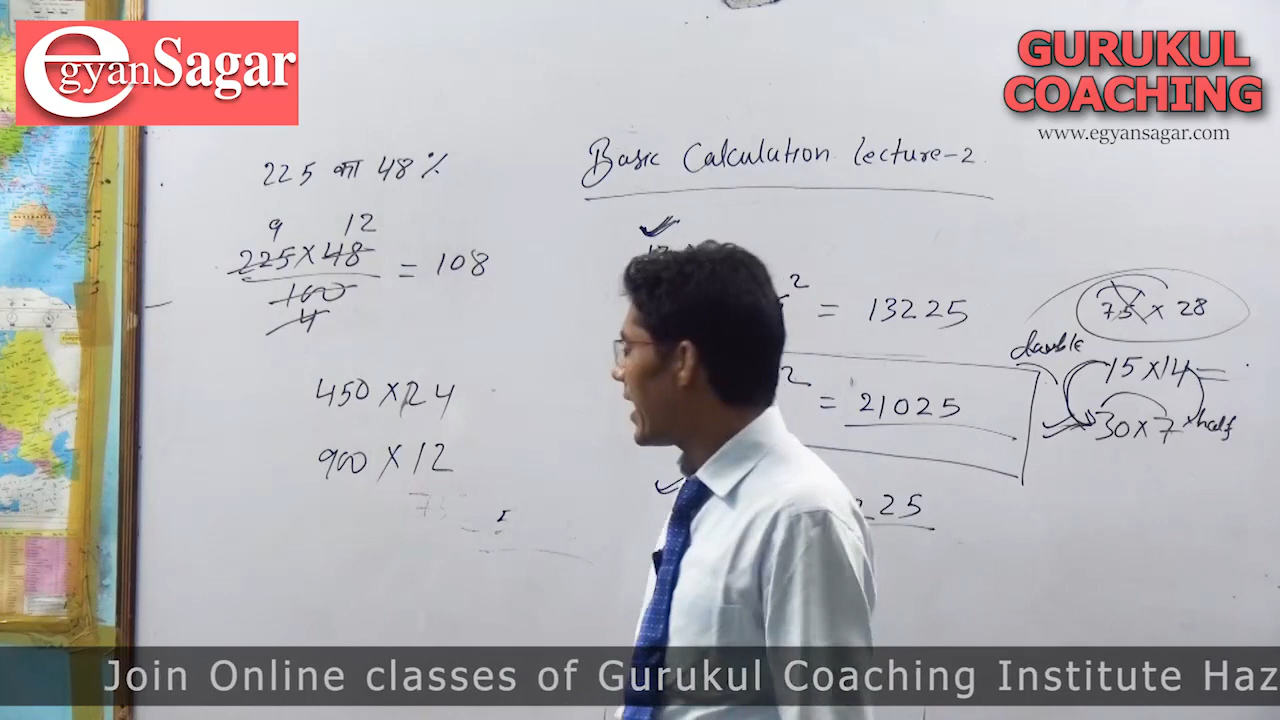 egyanSagar
GURUKUL
COACHING
www.egyansagar.com
Basic Calculation lecture-2
225 का 48 %
9 12
225 X 48
100
4
= 108
450 X 24
900 X 12
2 = 13225
2 = 21025
225
75 x 28
double
15 X 14 =
30 X 7
half
Join Online classes of Gurukul Coaching Institute Haz